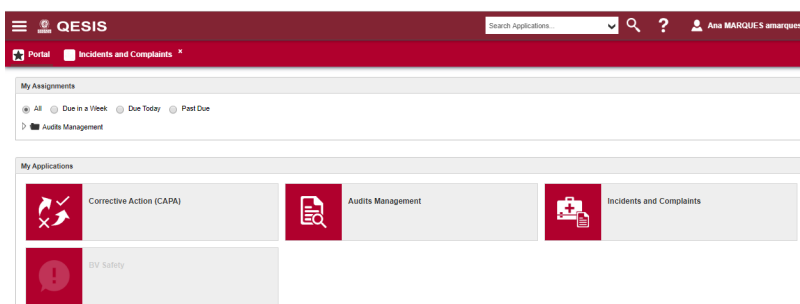 QESIS Search Applications... ? Ana MARQUES amarques
Portal Incidents and Complaints ×
My Assignments
All Due in a Week Due Today Past Due
Audits Management
My Applications
Corrective Action (CAPA) Audits Management Incidents and Complaints
BV Safety